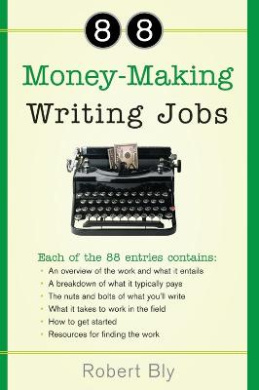 88
Money-Making
Writing Jobs
Each of the 88 entries contains:
· An overview of the work and what it entails
· A breakdown of what it typically pays
· The nuts and bolts of what you'll write
· What it takes to work in the field
· How to get started
· Resources for finding the work
Robert Bly